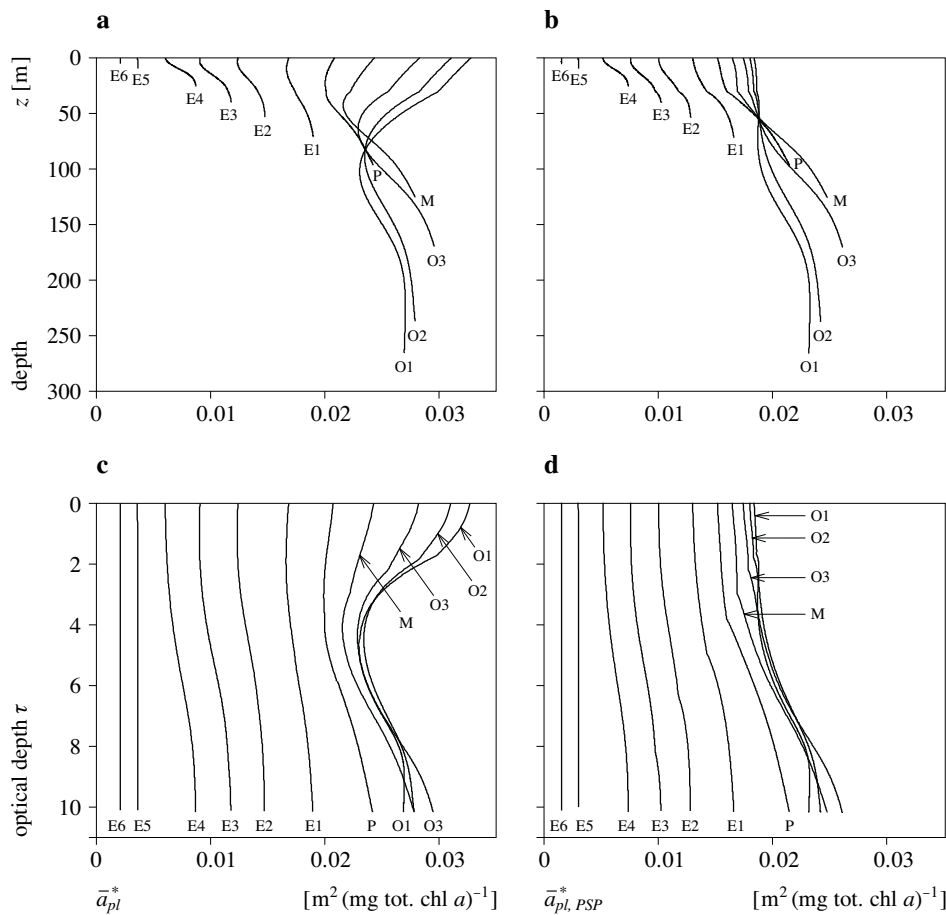 a
b
z [m]
depth
0
50
100
150
200
250
300
E6
E5
E4
E3
E2
E1
P
M
O3
O2
O1
0
0.01
0.02
0.03
E6
E5
E4
E3
E2
E1
P
M
O3
O2
O1
0
0.01
0.02
0.03
c
d
optical depth τ
0
2
4
6
8
10
O1
O2
O3
M
E6
E5
E4
E3
E2
E1
P
O1
O3
0
0.01
0.02
0.03
O1
O2
O3
M
E6
E5
E4
E3
E2
E1
P
0
0.01
0.02
0.03
a̅*pl [m² (mg tot. chl a)⁻¹]
a̅*pl, PSP [m² (mg tot. chl a)⁻¹]